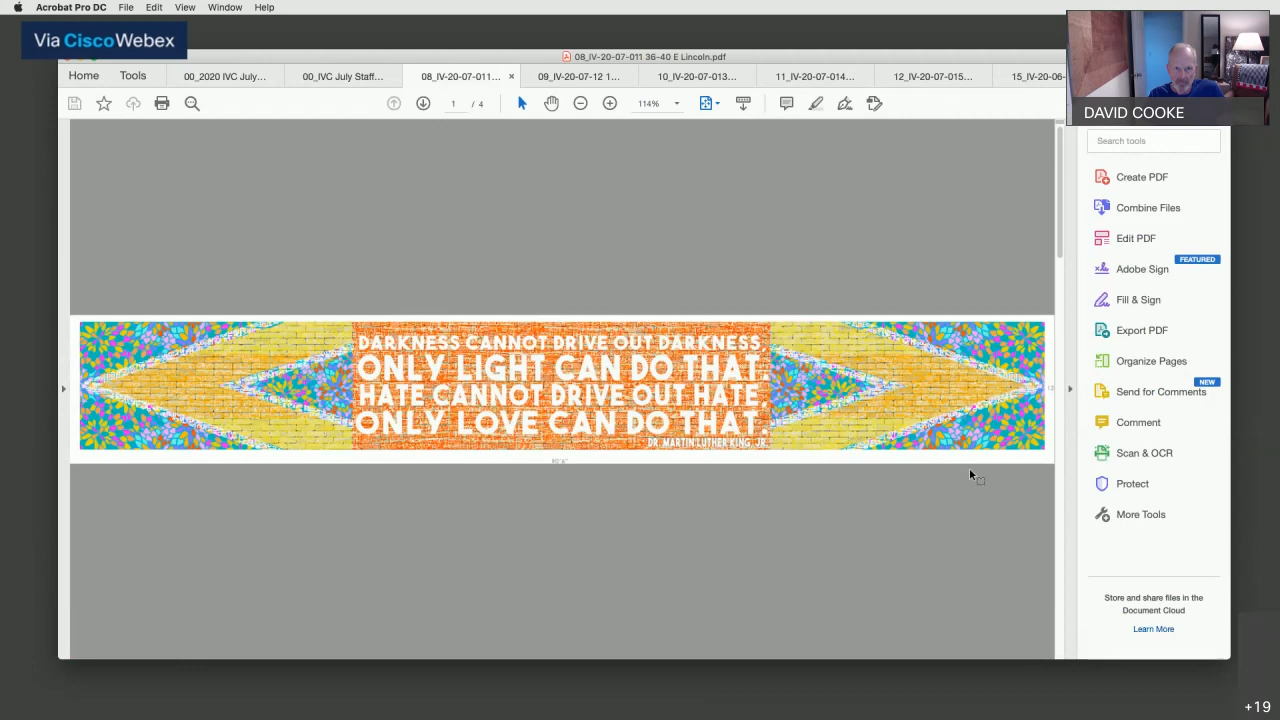 Acrobat Pro DC File Edit View Window Help
Via Cisco Webex
08_IV-20-07-011 36-40 E Lincoln.pdf
Home Tools 00_2020 IVC July... 00_IVC July Staff... 08_IV-20-07-011... × 09_IV-07-12 1... 10_IV-20-07-013... 11_IV-20-07-014... 12_IV-20-07-015... 15_IV-20-06-
1 / 4 114%
DAVID COOKE
Search tools
Create PDF
Combine Files
Edit PDF
FEATURED
Adobe Sign
Fill & Sign
Export PDF
Organize Pages
NEW
Send for Comments
Comment
Scan & OCR
Protect
More Tools
Store and share files in the
Document Cloud
Learn More
DARKNESS CANNOT DRIVE OUT DARKNESS
ONLY LIGHT CAN DO THAT.
HATE CANNOT DRIVE OUT HATE,
ONLY LOVE CAN DO THAT.
DR. MARTIN LUTHER KING, JR.
+19